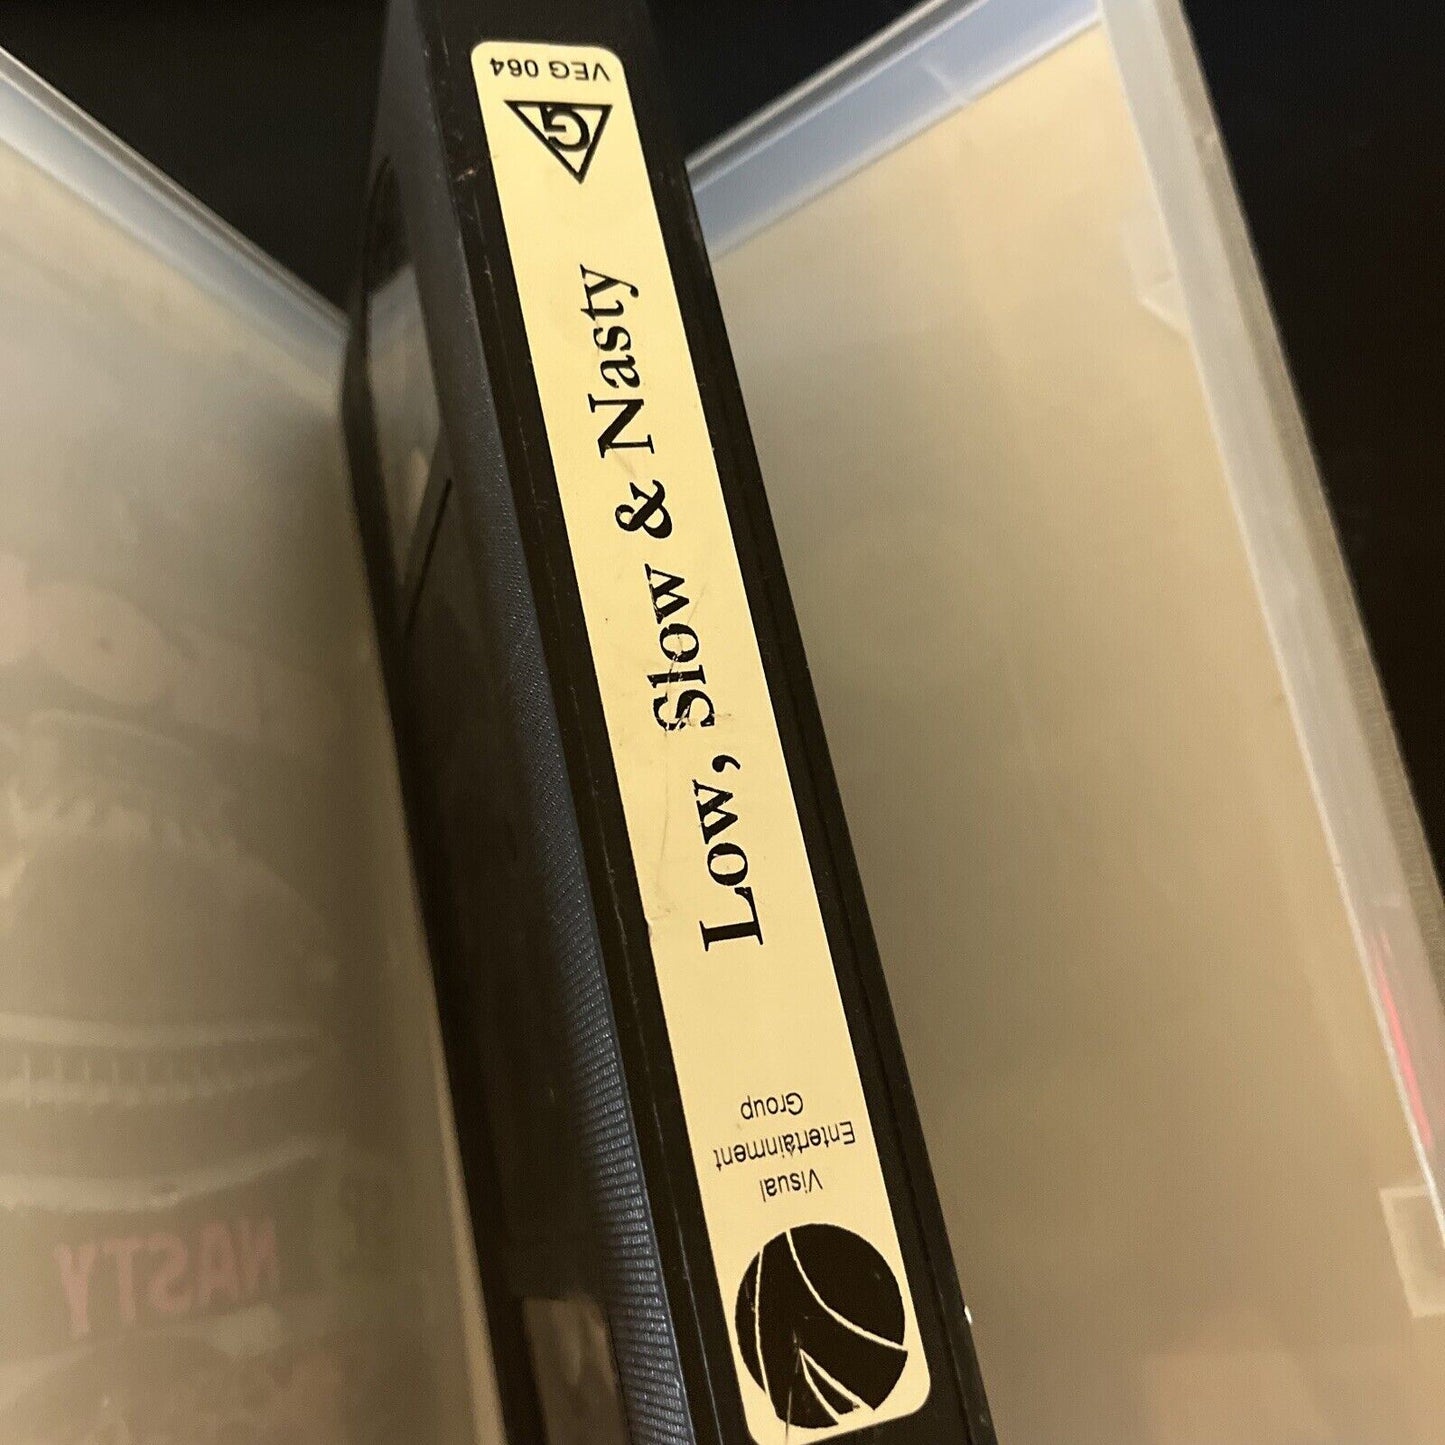 VEG 064
G
Low, Slow & Nasty
Visual
Entertainment
Group
NASTY